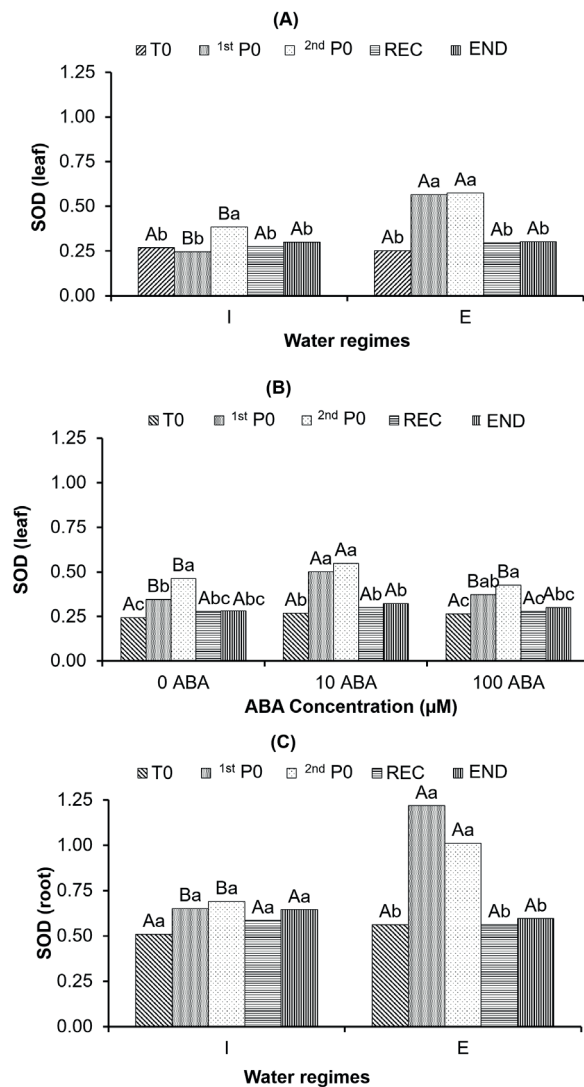 (A)
T0 1st P0 2nd P0 REC END
1.25
1.00
0.75
0.50
0.25
0.00
SOD (leaf)
Ab Bb Ba Ab Ab
Ab Aa Aa Ab Ab
I E
Water regimes
(B)
T0 1st P0 2nd P0 REC END
1.25
1.00
0.75
0.50
0.25
0.00
SOD (leaf)
Ac Bb Ba Abc Abc
Ab Aa Aa Ab Ab
Ac Bab Ba Ac Abc
0 ABA 10 ABA 100 ABA
ABA Concentration (µM)
(C)
T0 1st P0 2nd P0 REC END
1.25
1.00
0.75
0.50
0.25
0.00
SOD (root)
Aa Ba Ba Aa Aa
Ab Aa Aa Ab Ab
I E
Water regimes